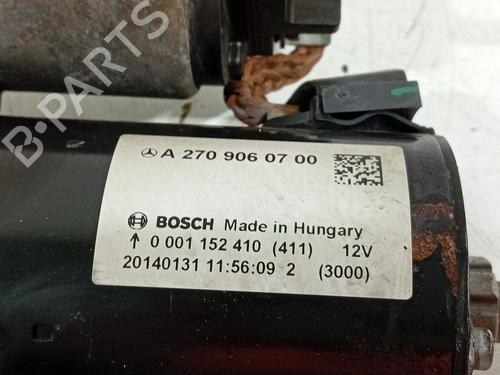 A 270 906 07 00
BOSCH Made in Hungary
↑ 0 001 152 410 (411) 12V
20140131 11:56:09 2 (3000)
B-PARTS
B-PARTS